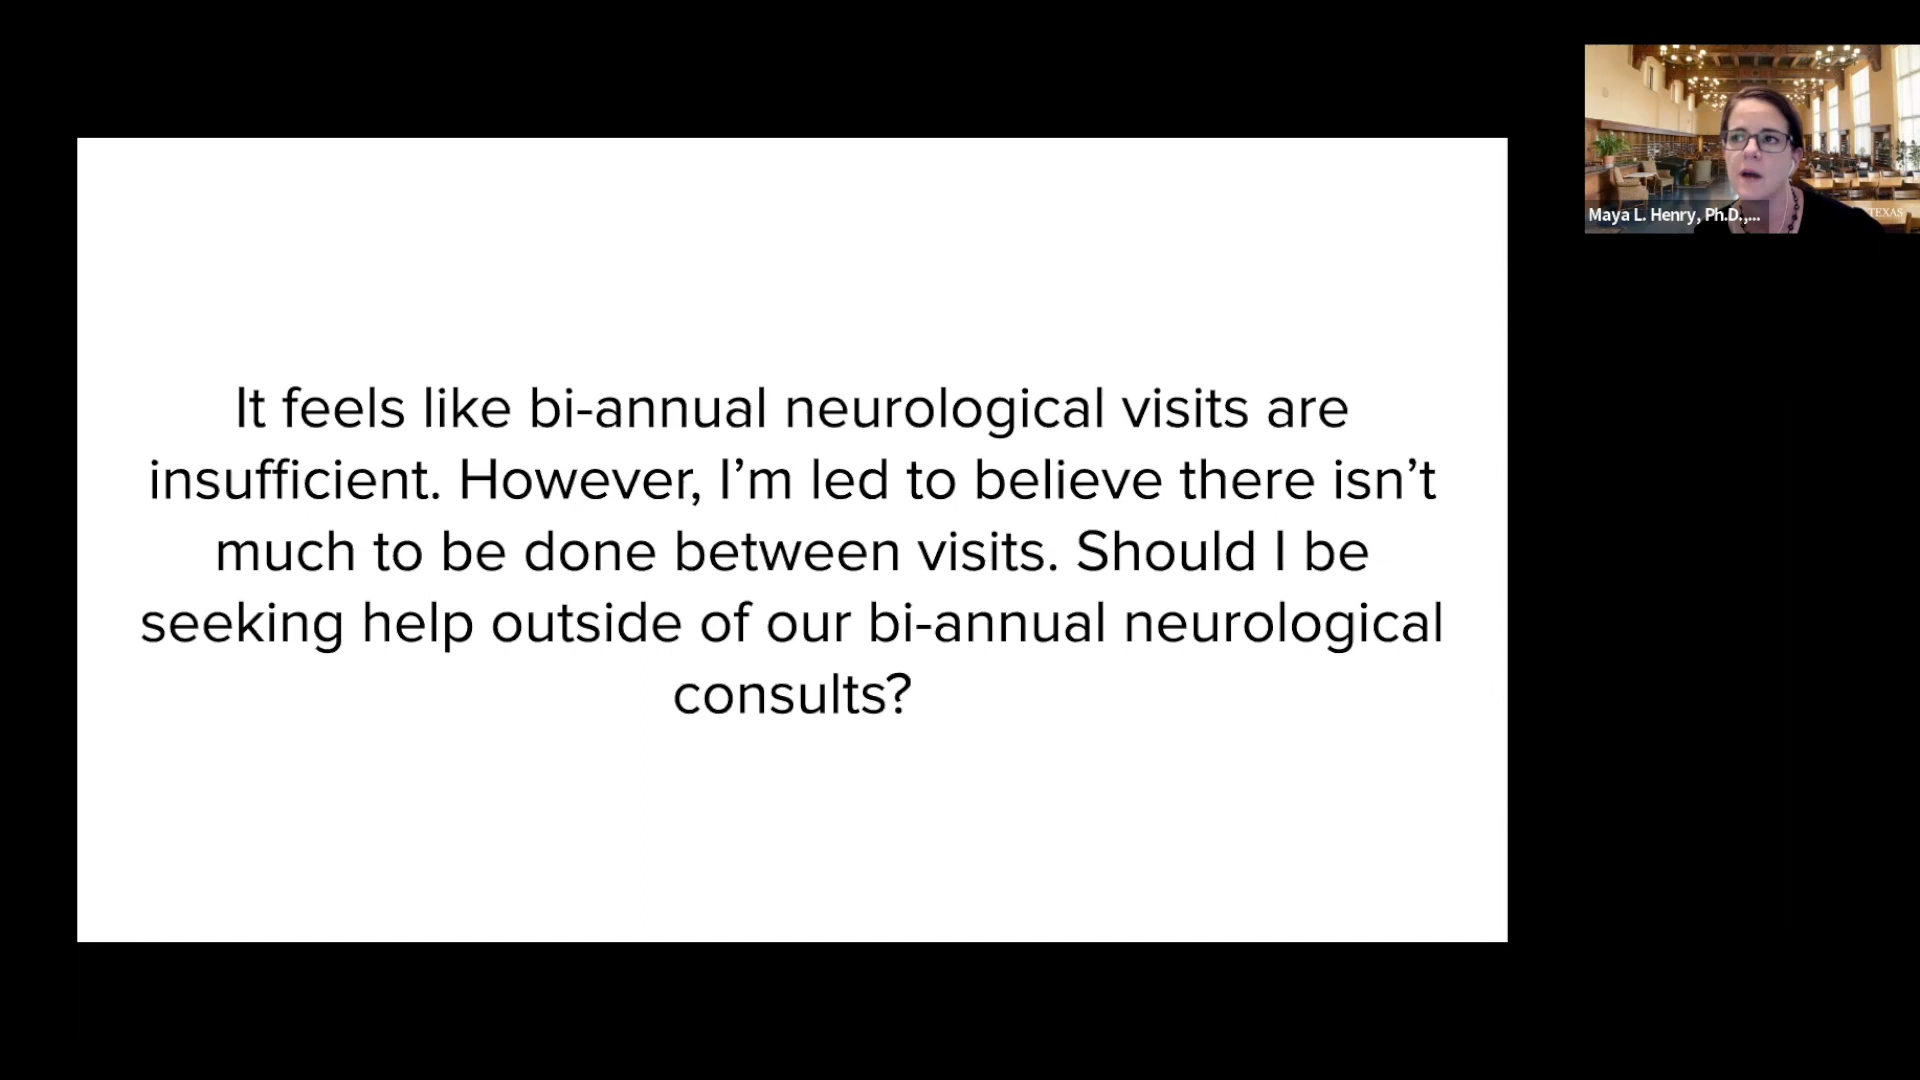 It feels like bi-annual neurological visits are
insufficient. However, I’m led to believe there isn’t
much to be done between visits. Should I be
seeking help outside of our bi-annual neurological
consults?
Maya L. Henry, Ph.D.,...
TEXAS